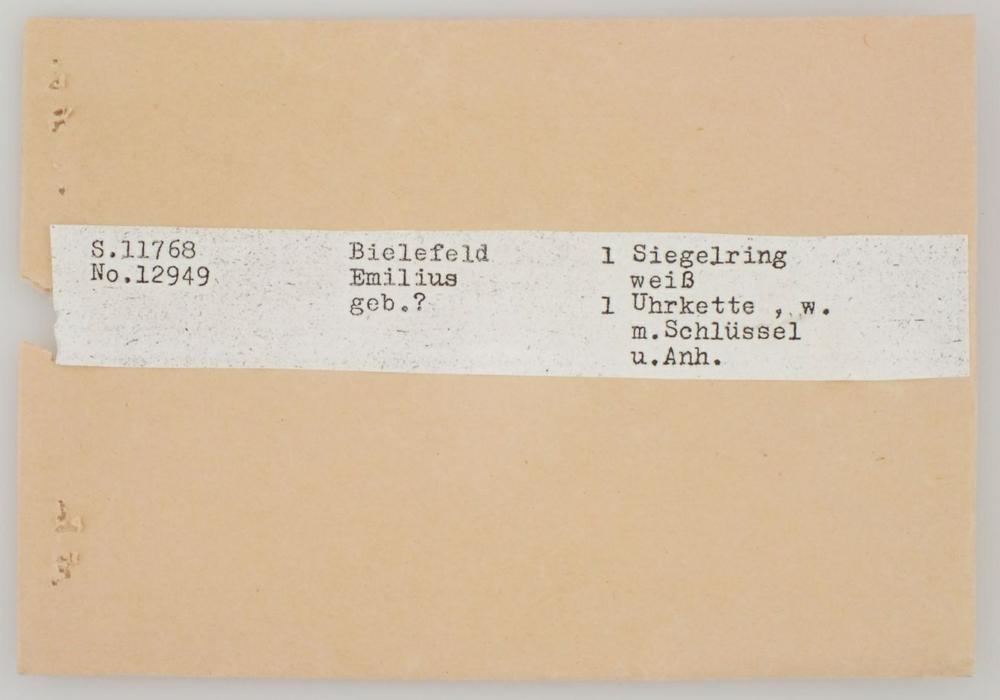 S.11768
No.12949
Bielefeld
Emilius
geb.?
1 Siegelring
weiß
1 Uhrkette , w.
m.Schlüssel
u.Anh.